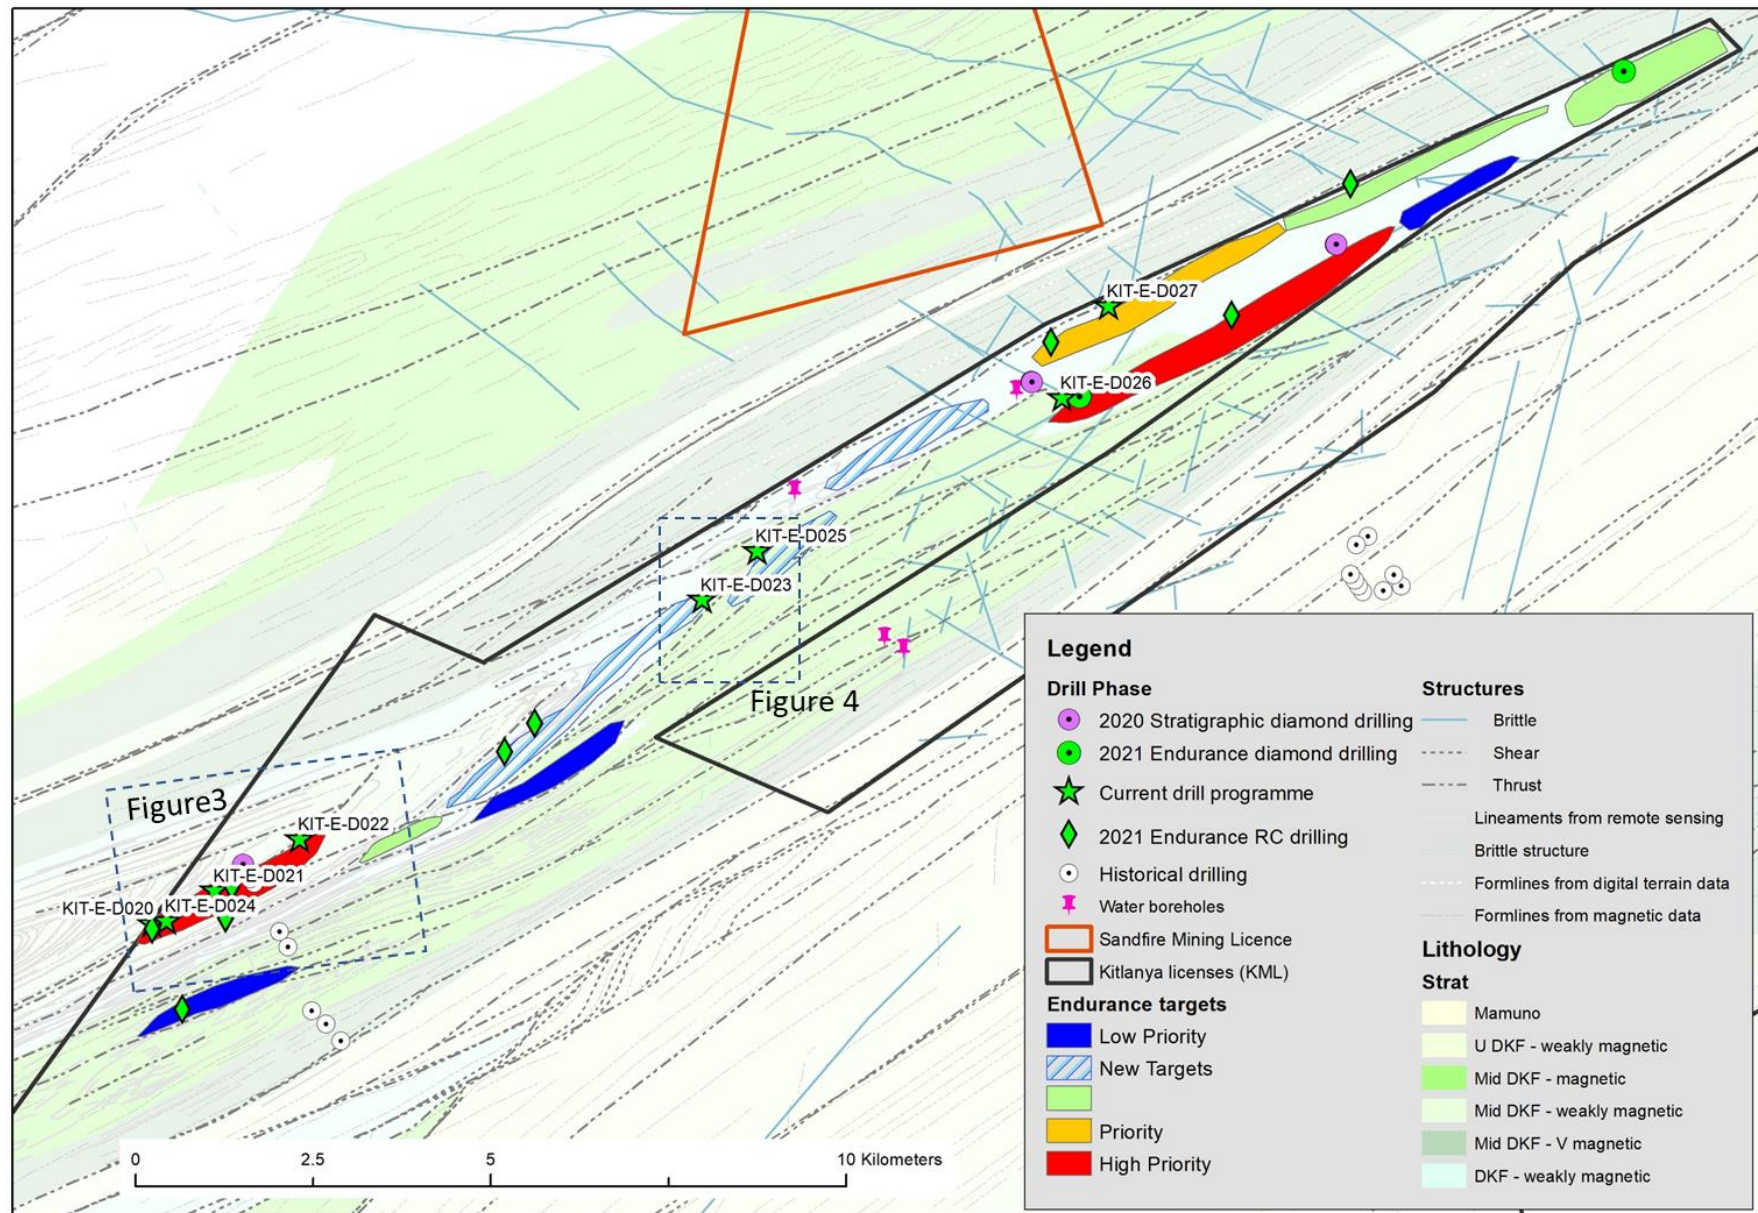 KIT-E-D027
KIT-E-D026
KIT-E-D025
KIT-E-D023
Figure 4
Figure3
KIT-E-D022
KIT-E-D021
KIT-E-D020
KIT-E-D024
0 2.5 5 10 Kilometers
Legend
Drill Phase
2020 Stratigraphic diamond drilling
2021 Endurance diamond drilling
Current drill programme
2021 Endurance RC drilling
Historical drilling
Water boreholes
Sandfire Mining Licence
Kitlanya licenses (KML)
Endurance targets
Low Priority
New Targets
Priority
High Priority
Structures
Brittle
Shear
Thrust
Lineaments from remote sensing
Brittle structure
Formlines from digital terrain data
Formlines from magnetic data
Lithology
Strat
Mamuno
U DKF - weakly magnetic
Mid DKF - magnetic
Mid DKF - weakly magnetic
Mid DKF - V magnetic
DKF - weakly magnetic